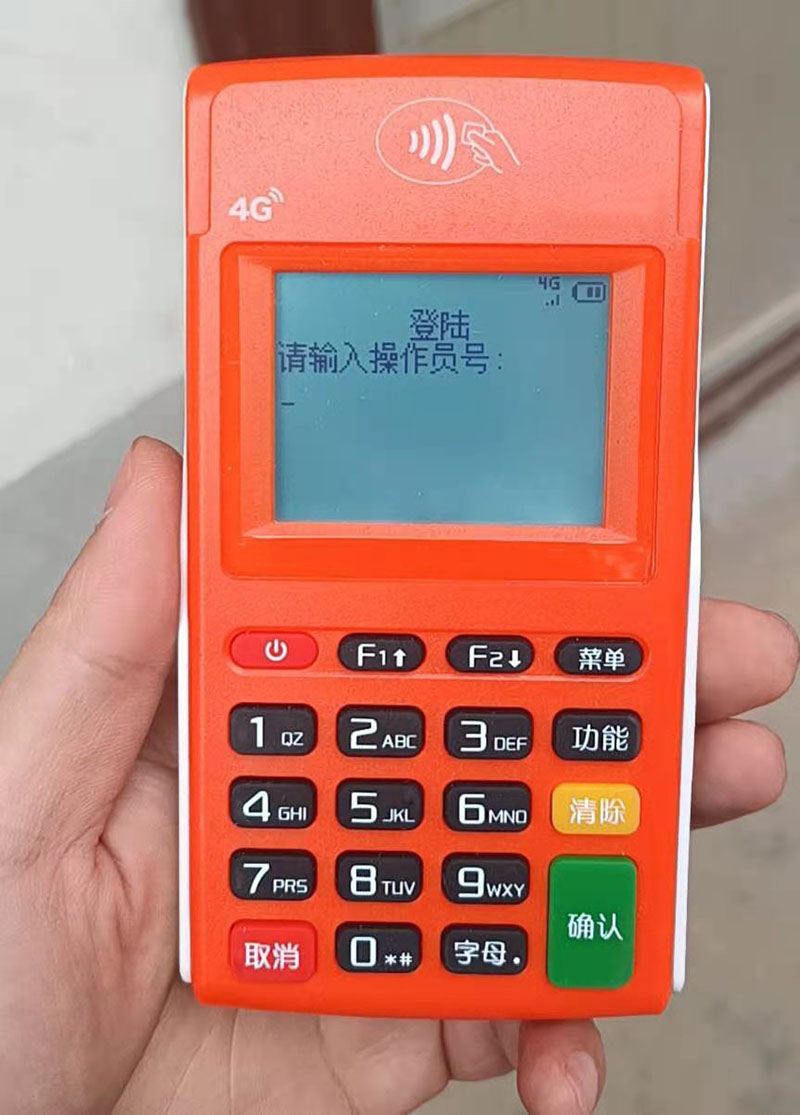 4G
4G
登陆
请输入操作员号:
_
F1↑ F2↓ 菜单
1 QZ 2 ABC 3 DEF 功能
4 GHI 5 JKL 6 MNO 清除
7 PRS 8 TUV 9 WXY
确认
取消 0 *# 字母.